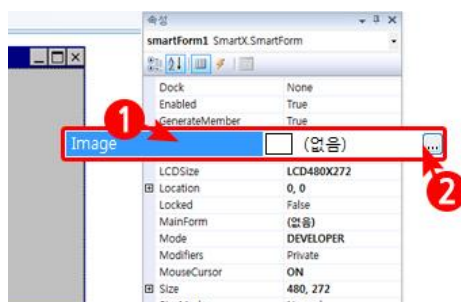 속성
smartForm1 SmartX.SmartForm
Dock None
Enabled True
GenerateMember True
1
Image (없음) ...
2
LCDSize LCD480X272
Location 0, 0
Locked False
MainForm (없음)
Mode DEVELOPER
Modifiers Private
MouseCursor ON
Size 480, 272